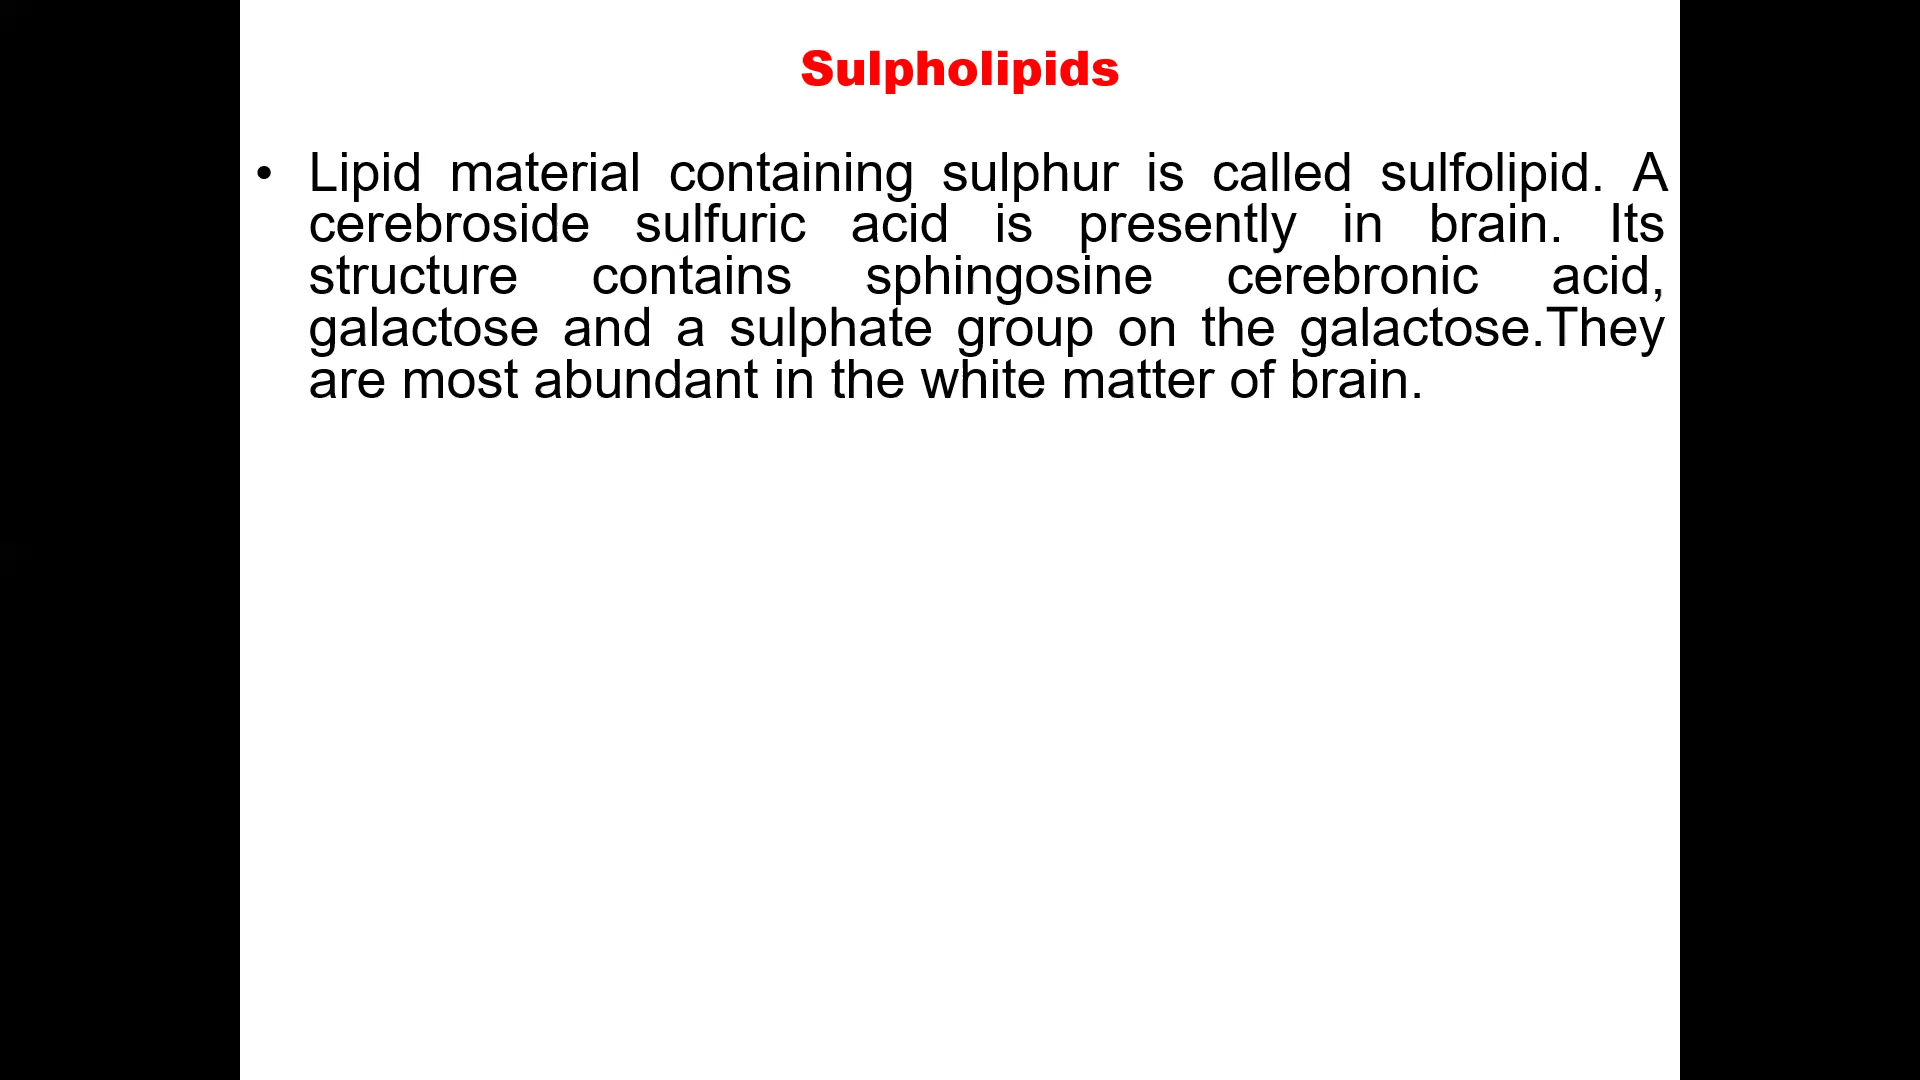 Sulpholipids
• Lipid material containing sulphur is called sulfolipid. A
cerebroside sulfuric acid is presently in brain. Its
structure contains sphingosine cerebronic acid,
galactose and a sulphate group on the galactose.They
are most abundant in the white matter of brain.